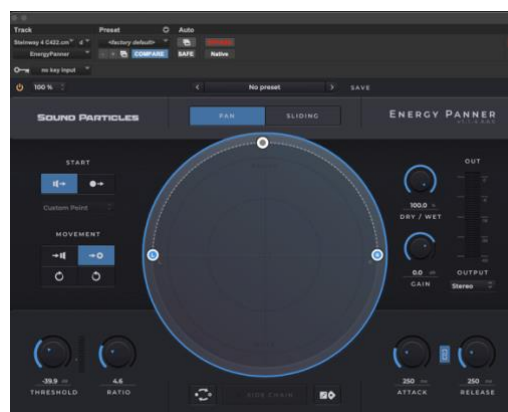 Track Preset Auto
Steinway 4 C422.cm d <factory default>
EnergyPanner - + COMPARE SAFE Native
no key input
100 % No preset SAVE
SOUND PARTICLES PAN SLIDING ENERGY PANNER
START
OUT
Custom Point
100.0 %
DRY / WET
MOVEMENT
0.0 OUTPUT
GAIN Stereo
-39.9 4.6 250 250
THRESHOLD RATIO SIDE CHAIN ATTACK RELEASE